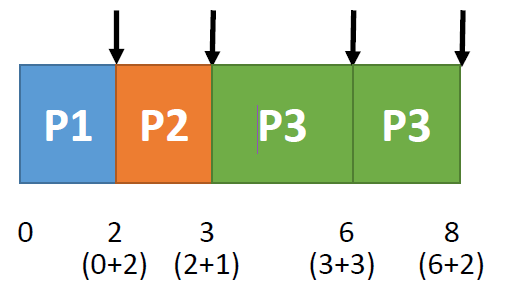 P1 P2 P3 P3
0 2 3 6 8
(0+2) (2+1) (3+3) (6+2)